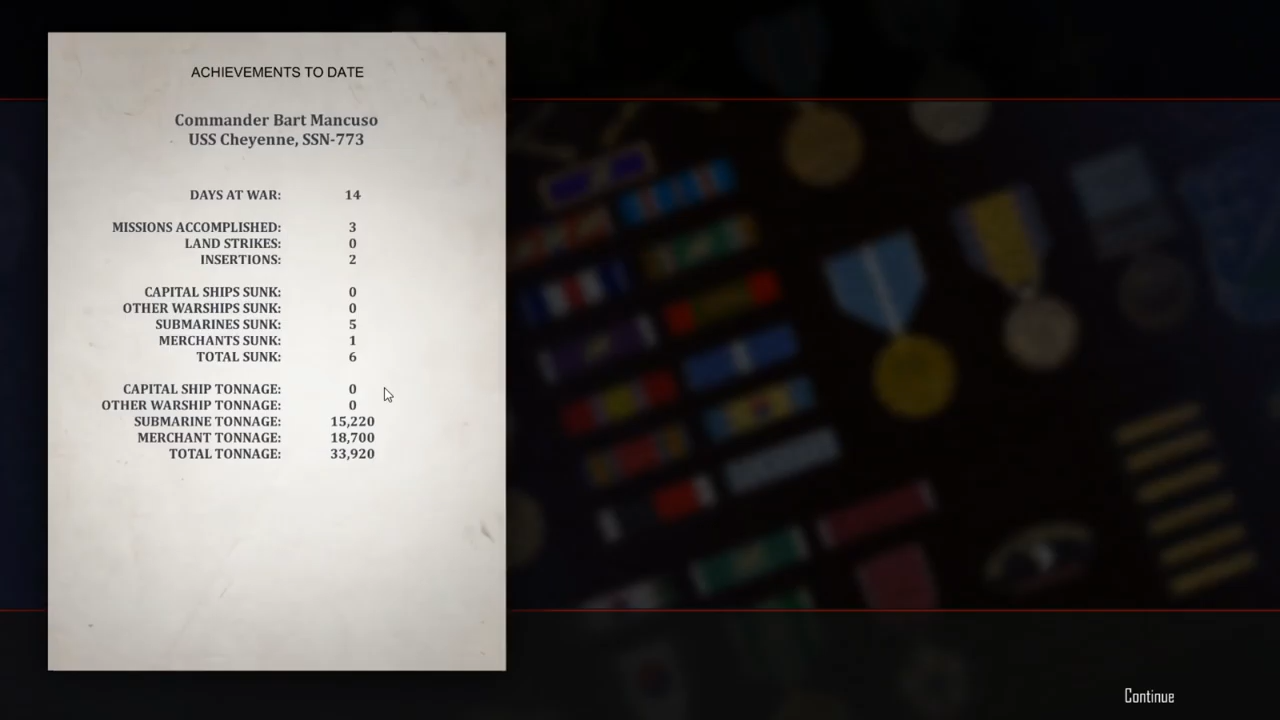 ACHIEVEMENTS TO DATE
Commander Bart Mancuso
USS Cheyenne, SSN-773
DAYS AT WAR: 14
MISSIONS ACCOMPLISHED: 3
LAND STRIKES: 0
INSERTIONS: 2
CAPITAL SHIPS SUNK: 0
OTHER WARSHIPS SUNK: 0
SUBMARINES SUNK: 5
MERCHANTS SUNK: 1
TOTAL SUNK: 6
CAPITAL SHIP TONNAGE: 0
OTHER WARSHIP TONNAGE: 0
SUBMARINE TONNAGE: 15,220
MERCHANT TONNAGE: 18,700
TOTAL TONNAGE: 33,920
Continue